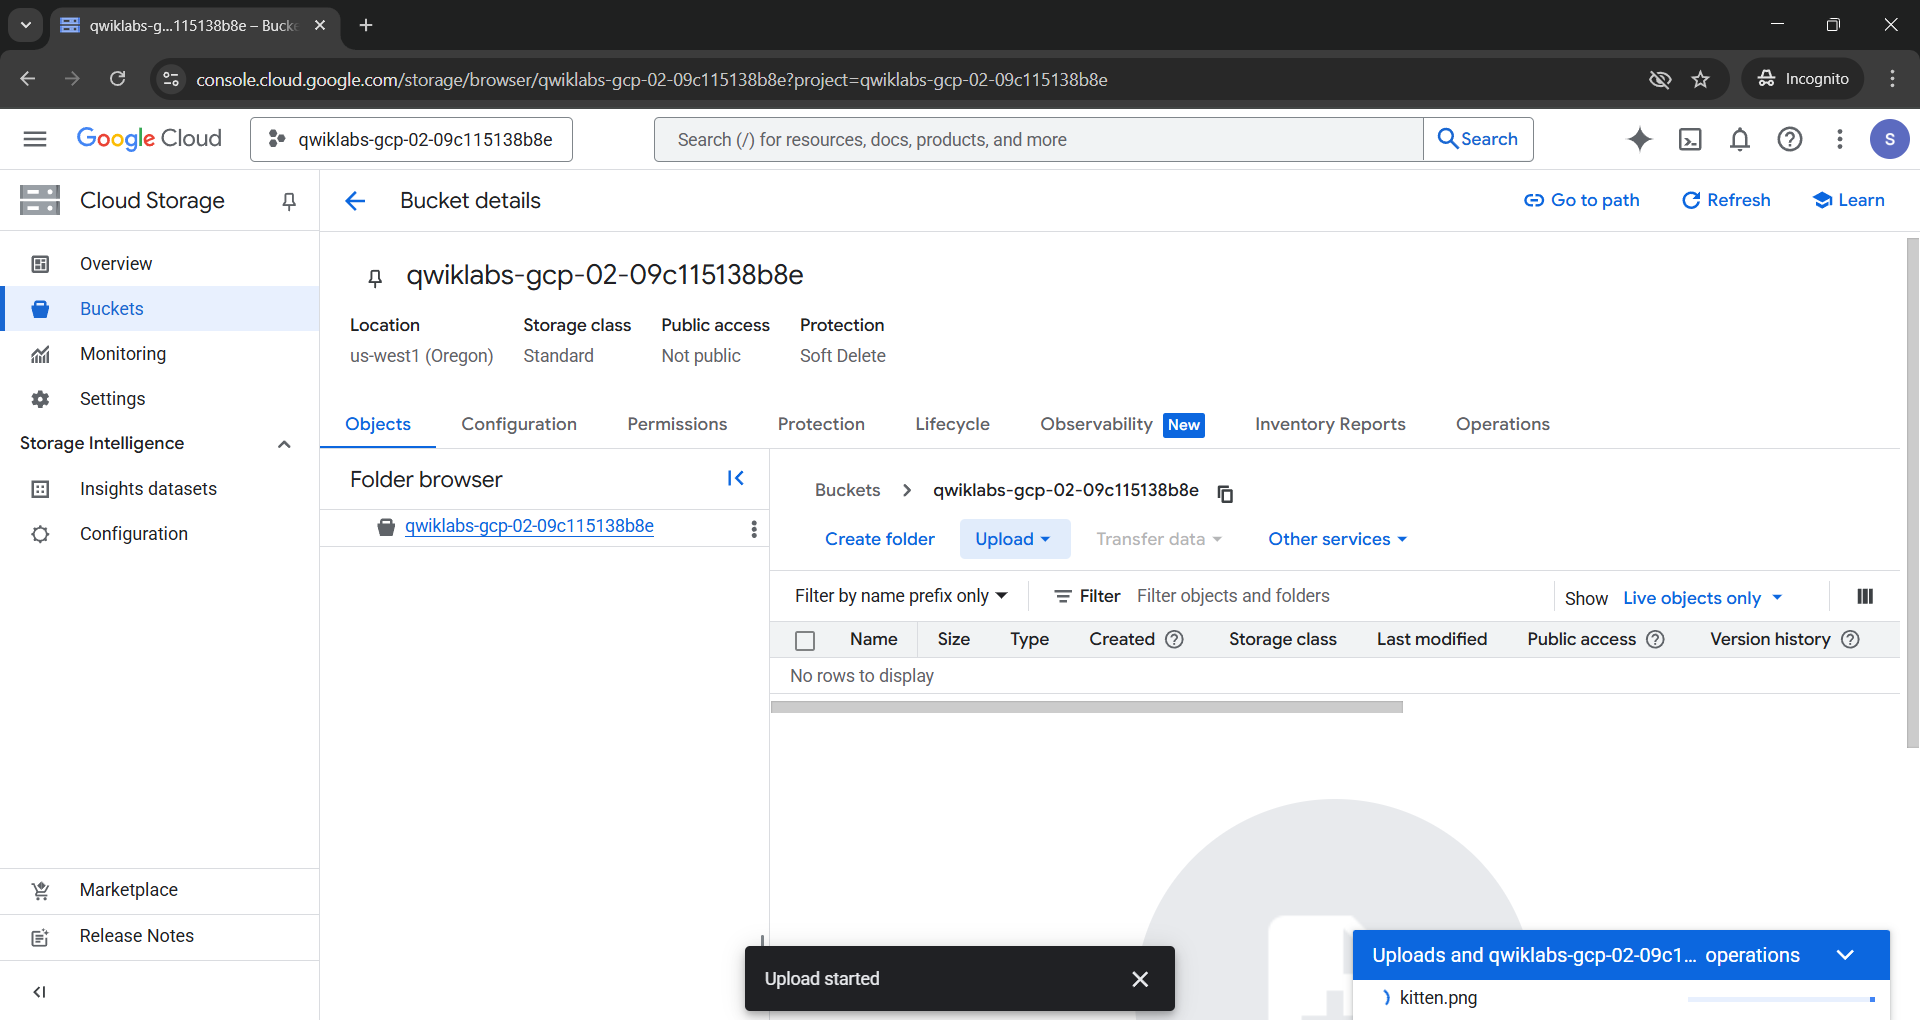 qwiklabs-g...115138b8e – Bucke
console.cloud.google.com/storage/browser/qwiklabs-gcp-02-09c115138b8e?project=qwiklabs-gcp-02-09c115138b8e
Incognito
Google Cloud
qwiklabs-gcp-02-09c115138b8e
Search (/) for resources, docs, products, and more
Search
S
Cloud Storage
Bucket details
Go to path
Refresh
Learn
Overview
Buckets
Monitoring
Settings
Storage Intelligence
Insights datasets
Configuration
Marketplace
Release Notes
qwiklabs-gcp-02-09c115138b8e
Location
us-west1 (Oregon)
Storage class
Standard
Public access
Not public
Protection
Soft Delete
Objects
Configuration
Permissions
Protection
Lifecycle
Observability New
Inventory Reports
Operations
Folder browser
qwiklabs-gcp-02-09c115138b8e
Buckets
qwiklabs-gcp-02-09c115138b8e
Create folder
Upload
Transfer data
Other services
Filter by name prefix only
Filter
Filter objects and folders
Show
Live objects only
Name
Size
Type
Created
Storage class
Last modified
Public access
Version history
No rows to display
Upload started
Uploads and qwiklabs-gcp-02-09c1... operations
kitten.png